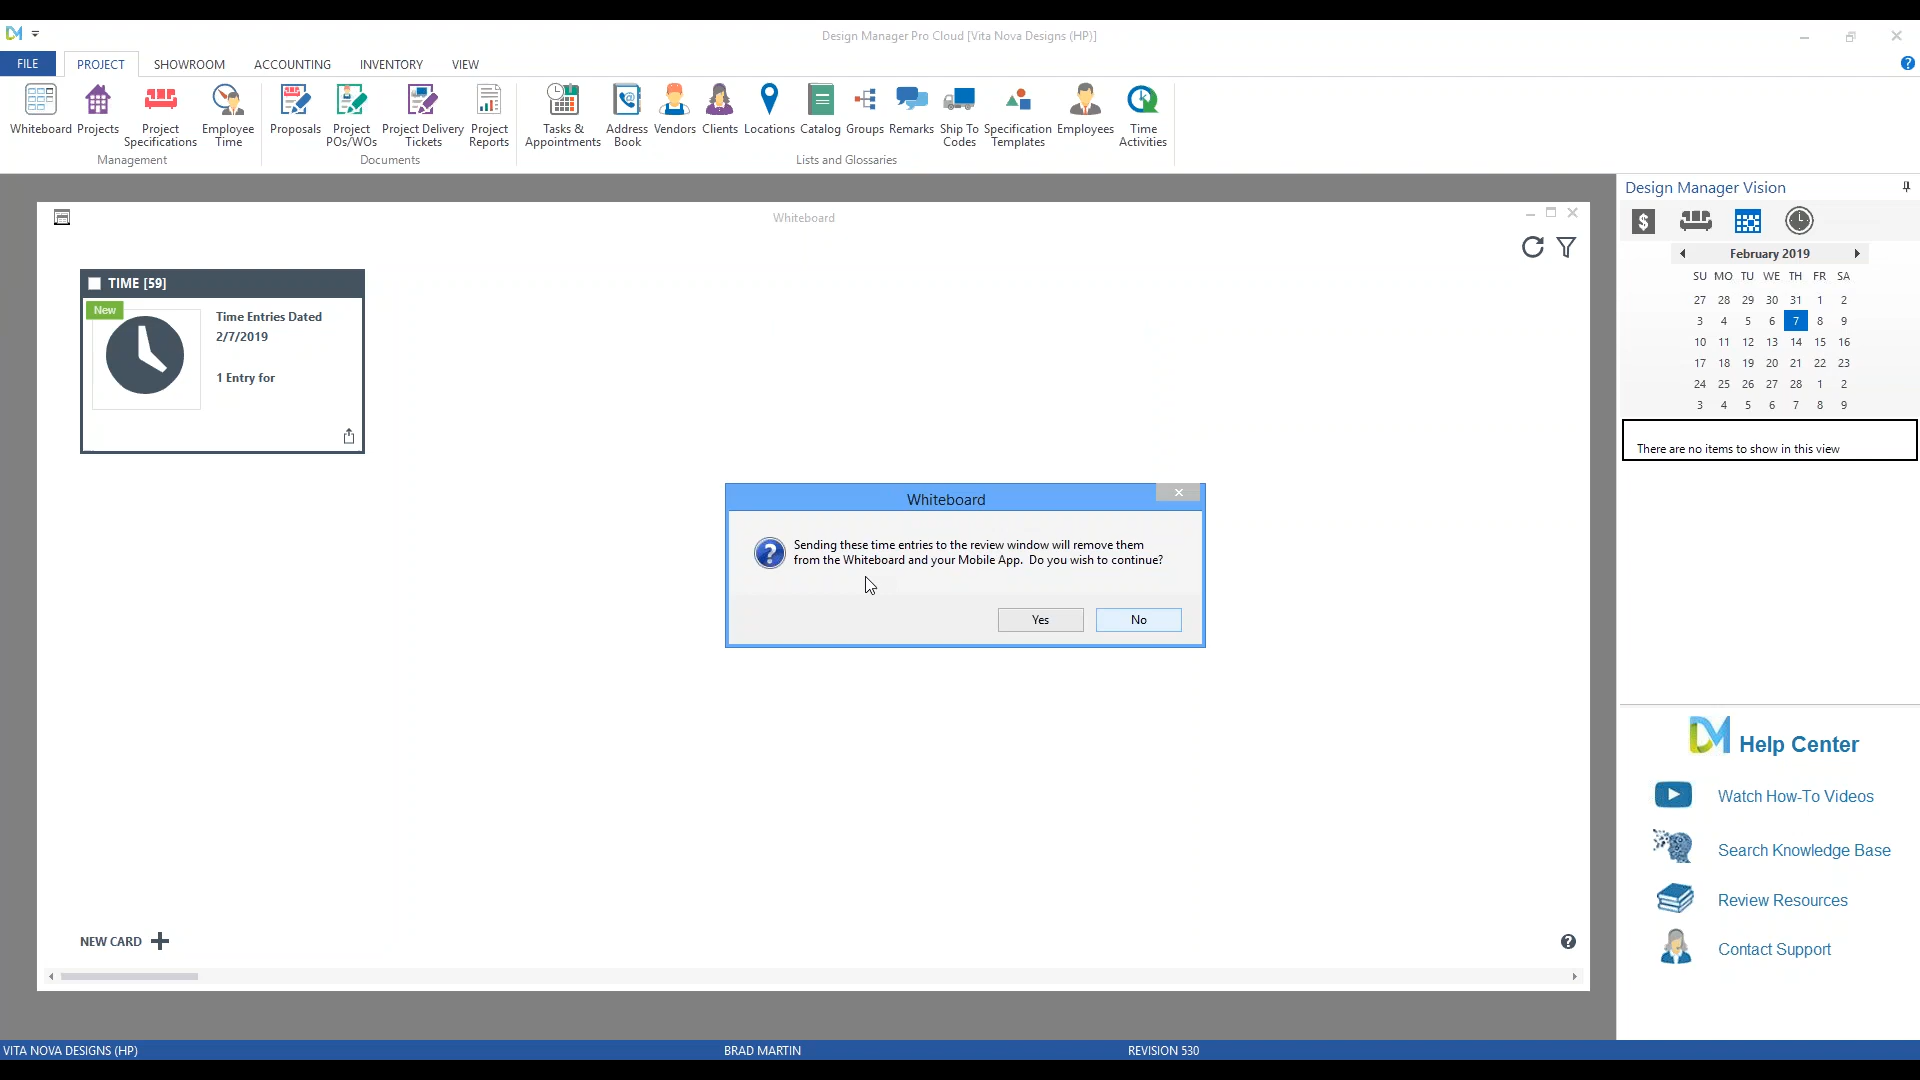 Design Manager Pro Cloud [Vita Nova Designs (HP)]
FILE PROJECT SHOWROOM ACCOUNTING INVENTORY VIEW
Whiteboard Projects Project Specifications Employee Time Proposals Project POs/WOs Project Delivery Tickets Project Reports Tasks & Appointments Address Book Vendors Clients Locations Catalog Groups Remarks Ship To Codes Specification Templates Employees Time Activities
Management Documents Lists and Glossaries
Design Manager Vision
Whiteboard
February 2019
SU MO TU WE TH FR SA
27 28 29 30 31 1 2
3 4 5 6 7 8 9
10 11 12 13 14 15 16
17 18 19 20 21 22 23
24 25 26 27 28 1 2
3 4 5 6 7 8 9
There are no items to show in this view
TIME [59]
New
Time Entries Dated
2/7/2019
1 Entry for
Whiteboard
Sending these time entries to the review window will remove them
from the Whiteboard and your Mobile App. Do you wish to continue?
Yes No
DM Help Center
Watch How-To Videos
Search Knowledge Base
Review Resources
Contact Support
NEW CARD
VITA NOVA DESIGNS (HP) BRAD MARTIN REVISION 530